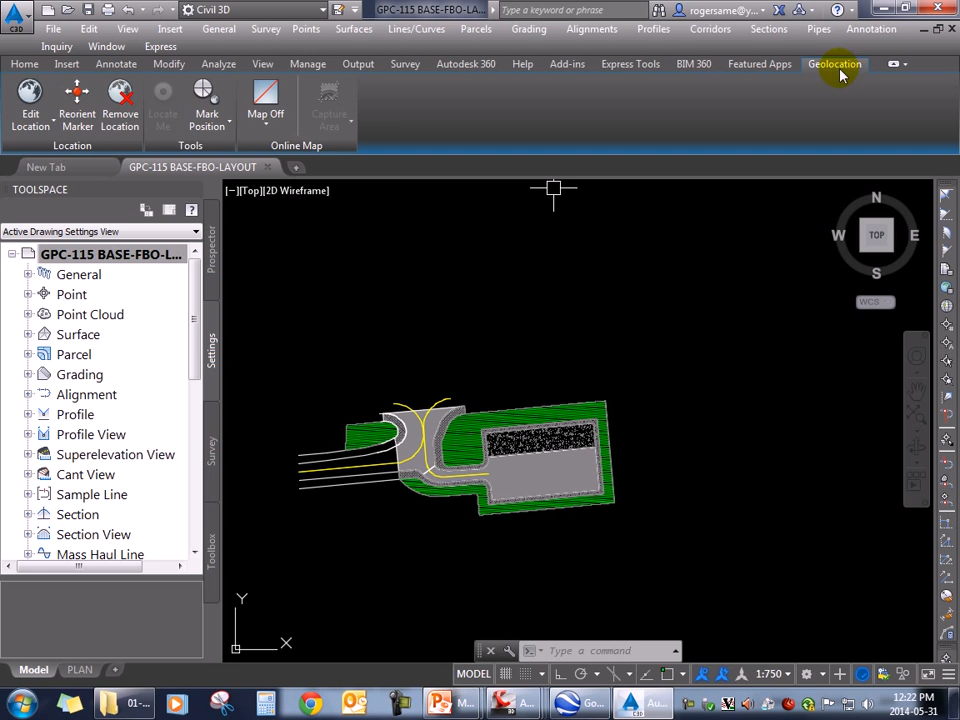 Civil 3D
GPC-115 BASE-FBO-LA...
Type a keyword or phrase
rogersame@y...
C3D
File Edit View Insert General Survey Points Surfaces Lines/Curves Parcels Grading Alignments Profiles Corridors Sections Pipes Annotation
Inquiry Window Express
Home Insert Annotate Modify Analyze View Manage Output Survey Autodesk 360 Help Add-ins Express Tools BIM 360 Featured Apps Geolocation
Edit Location
Reorient Marker
Remove Location
Locate Me
Mark Position
Map Off
Capture Area
Location Tools Online Map
New Tab GPC-115 BASE-FBO-LAYOUT
TOOLSPACE
[−][Top][2D Wireframe]
Active Drawing Settings View
GPC-115 BASE-FBO-L...
General
Point
Point Cloud
Surface
Parcel
Grading
Alignment
Profile
Profile View
Superelevation View
Cant View
Sample Line
Section
Section View
Mass Haul Line
Prospector
Settings
Survey
Toolbox
N
W TOP E
S
WCS
Y
X
Type a command
Model PLAN
MODEL
1:750
01-...
M...
A...
Go...
Au...
12:22 PM
2014-05-31